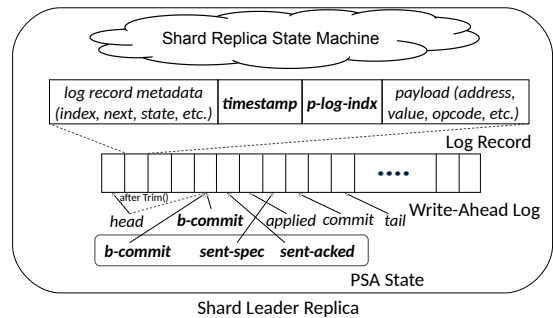 Shard Replica State Machine
log record metadata
(index, next, state, etc.)
timestamp
p-log-indx
payload (address,
value, opcode, etc.)
Log Record
after Trim()
head
b-commit
applied
commit
tail
Write-Ahead Log
b-commit
sent-spec
sent-acked
PSA State
Shard Leader Replica